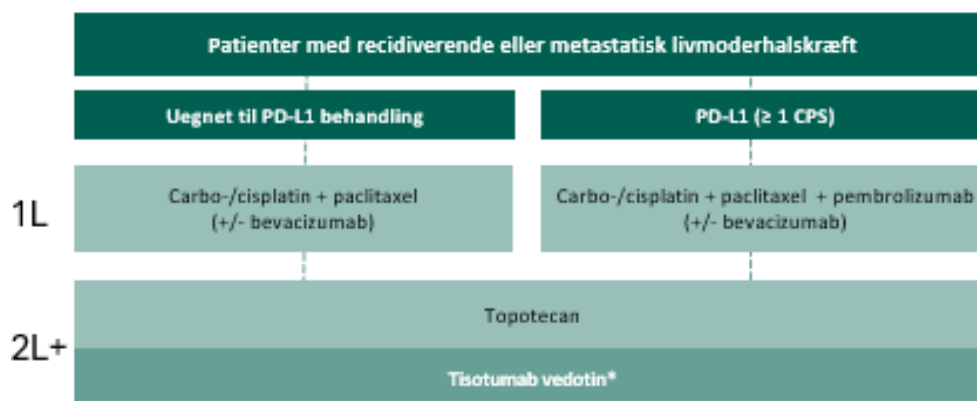 Patienter med recidiverende eller metastatisk livmoderhalskræft
Uegnet til PD-L1 behandling
PD-L1 (≥ 1 CPS)
1L
Carbo-/cisplatin + paclitaxel
(+/- bevacizumab)
Carbo-/cisplatin + paclitaxel + pembrolizumab
(+/- bevacizumab)
2L+
Topotecan
Tisotumab vedotin*